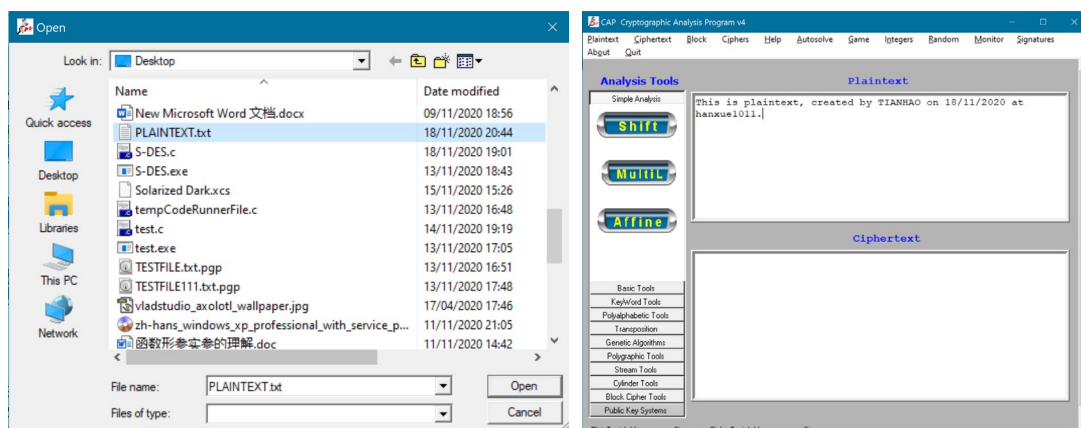 Open
Look in:
Desktop
Name
Date modified
New Microsoft Word 文档.docx
09/11/2020 18:56
PLAINTEXT.txt
18/11/2020 20:44
S-DES.c
18/11/2020 19:01
S-DES.exe
13/11/2020 18:43
Solarized Dark.xcs
15/11/2020 15:26
tempCodeRunnerFile.c
13/11/2020 16:48
test.c
14/11/2020 19:19
test.exe
13/11/2020 17:05
TESTFILE.txt.pgp
13/11/2020 16:51
TESTFILE111.txt.pgp
13/11/2020 17:48
vladstudio_axolotl_wallpaper.jpg
17/04/2020 17:46
zh-hans_windows_xp_professional_with_service_p...
11/11/2020 21:05
函数形参实参的理解.doc
11/11/2020 14:42
Quick access
Desktop
Libraries
This PC
Network
File name:
PLAINTEXT.txt
Open
Files of type:
Cancel
CAP Cryptographic Analysis Program v4
Plaintext Ciphertext Block Ciphers Help Autosolve Game Integers Random Monitor Signatures
About Quit
Analysis Tools
Simple Analysis
Shift
MultiL
Affine
Basic Tools
KeyWord Tools
Polyalphabetic Tools
Transposition
Genetic Algorithms
Polygraphic Tools
Stream Tools
Cylinder Tools
Block Cipher Tools
Public Key Systems
Plaintext
This is plaintext, created by TIANHAO on 18/11/2020 at
hanxue1011.
Ciphertext